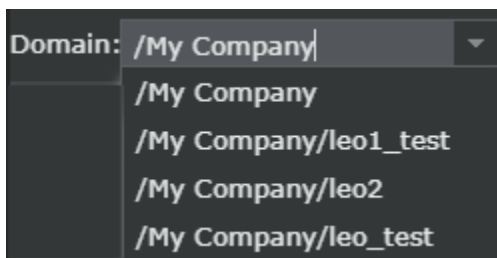 Domain: /My Company
/My Company
/My Company/leo1_test
/My Company/leo2
/My Company/leo_test